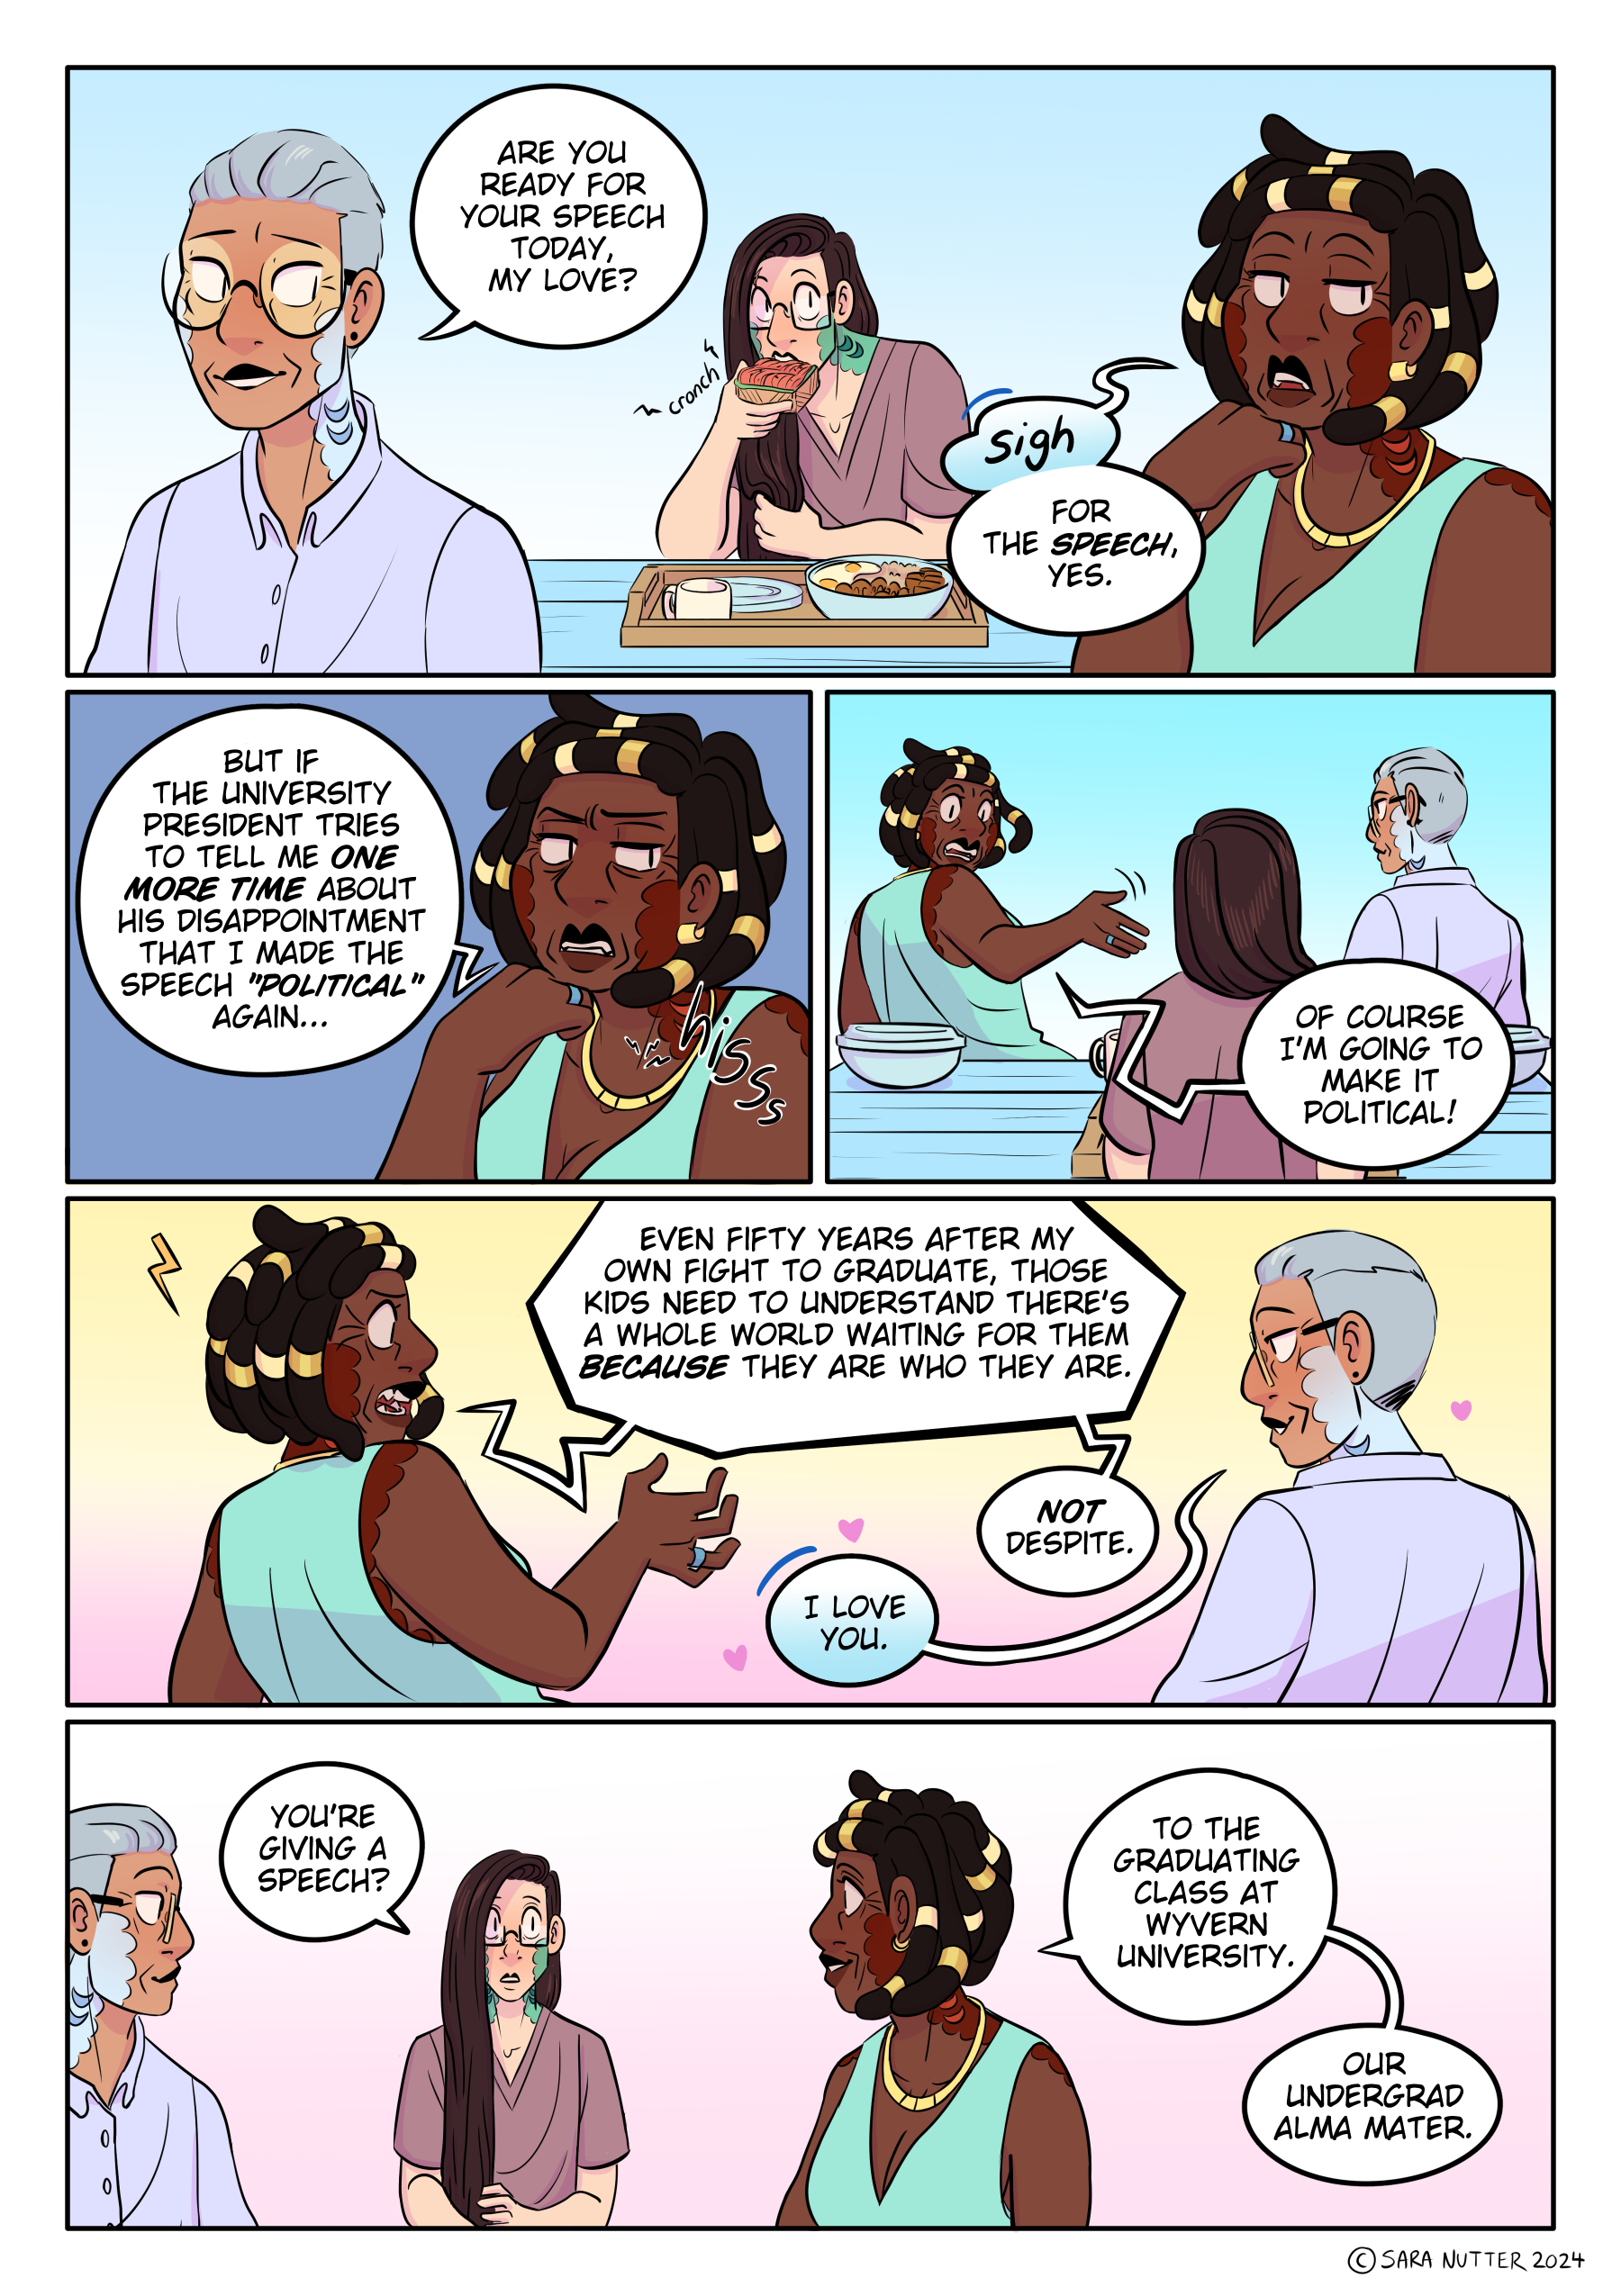 ARE YOU
READY FOR
YOUR SPEECH
TODAY,
MY LOVE?
cronch
sigh
FOR
THE SPEECH,
YES.
BUT IF
THE UNIVERSITY
PRESIDENT TRIES
TO TELL ME ONE
MORE TIME ABOUT
HIS DISAPPOINTMENT
THAT I MADE THE
SPEECH "POLITICAL"
AGAIN...
hisss
OF COURSE
I'M GOING TO
MAKE IT
POLITICAL!
EVEN FIFTY YEARS AFTER MY
OWN FIGHT TO GRADUATE, THOSE
KIDS NEED TO UNDERSTAND THERE'S
A WHOLE WORLD WAITING FOR THEM
BECAUSE THEY ARE WHO THEY ARE.
NOT
DESPITE.
I LOVE
YOU.
YOU'RE
GIVING A
SPEECH?
TO THE
GRADUATING
CLASS AT
WYVERN
UNIVERSITY.
OUR
UNDERGRAD
ALMA MATER.
© SARA NUTTER 2024